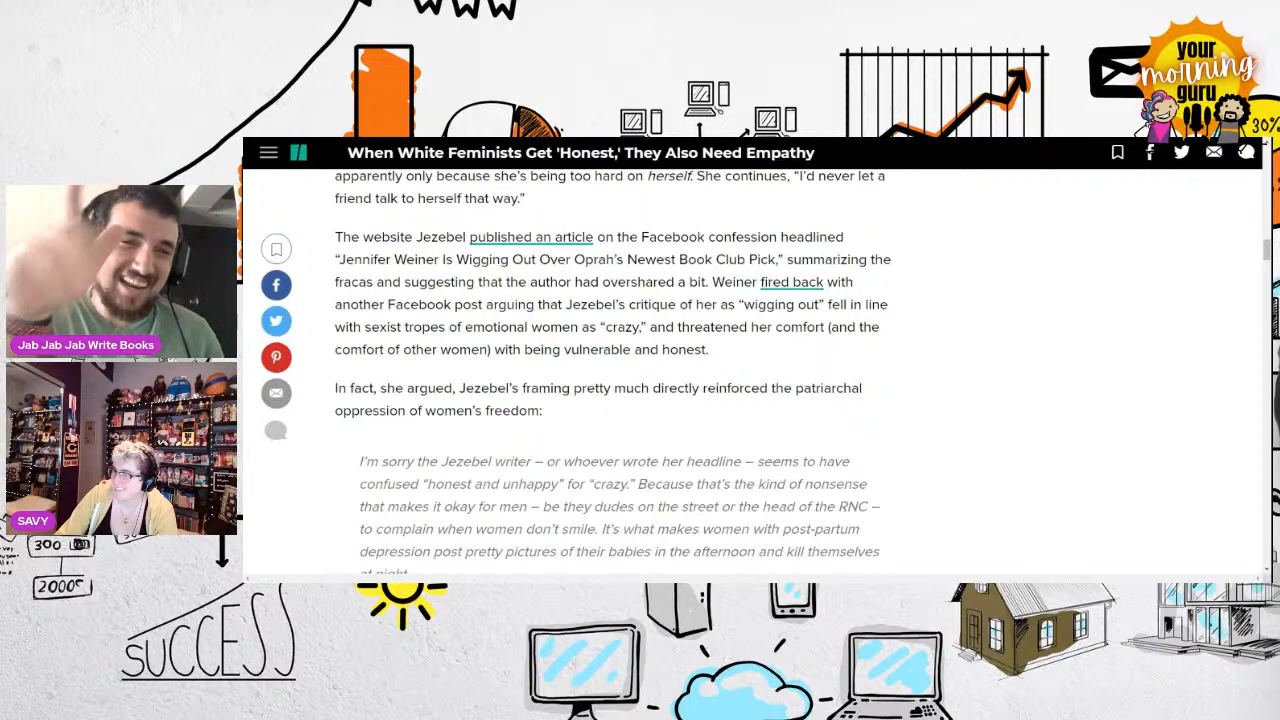 www
your
morning
guru
30%
When White Feminists Get 'Honest,' They Also Need Empathy
apparently only because she's being too hard on herself. She continues, “I'd never let a
friend talk to herself that way.”
The website Jezebel published an article on the Facebook confession headlined
“Jennifer Weiner Is Wigging Out Over Oprah's Newest Book Club Pick,” summarizing the
fracas and suggesting that the author had overshared a bit. Weiner fired back with
another Facebook post arguing that Jezebel's critique of her as “wigging out” fell in line
with sexist tropes of emotional women as “crazy,” and threatened her comfort (and the
comfort of other women) with being vulnerable and honest.
In fact, she argued, Jezebel's framing pretty much directly reinforced the patriarchal
oppression of women's freedom:
I'm sorry the Jezebel writer – or whoever wrote her headline – seems to have
confused “honest and unhappy” for “crazy.” Because that's the kind of nonsense
that makes it okay for men – be they dudes on the street or the head of the RNC –
to complain when women don't smile. It's what makes women with post-partum
depression post pretty pictures of their babies in the afternoon and kill themselves
at night.
Jab Jab Jab Write Books
SAVY
300
2000
SUCCESS